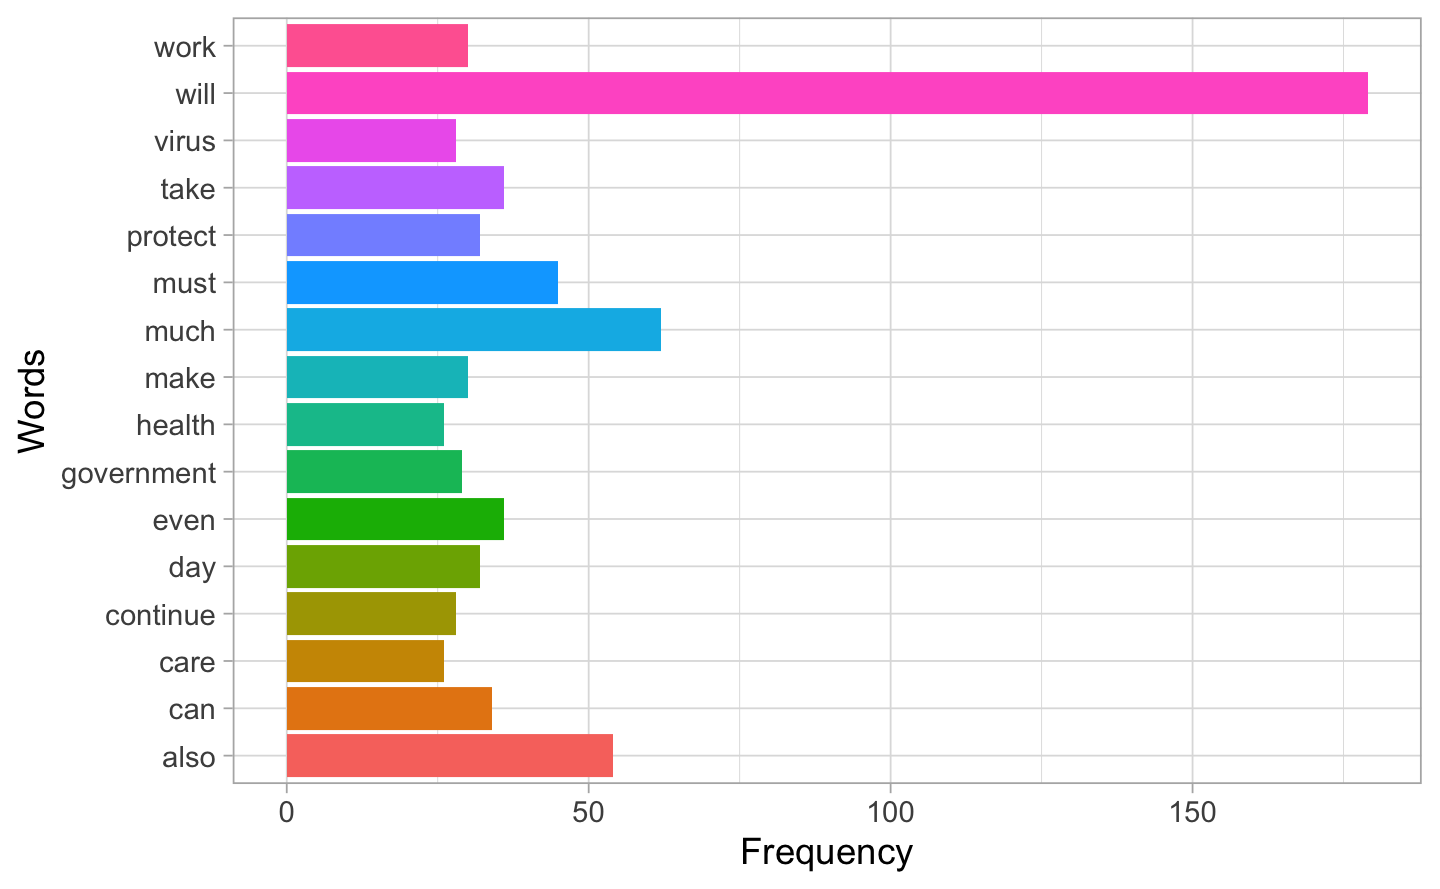 work
will
virus
take
protect
must
much
make
health
government
even
day
continue
care
can
also
Words
0 50 100 150
Frequency